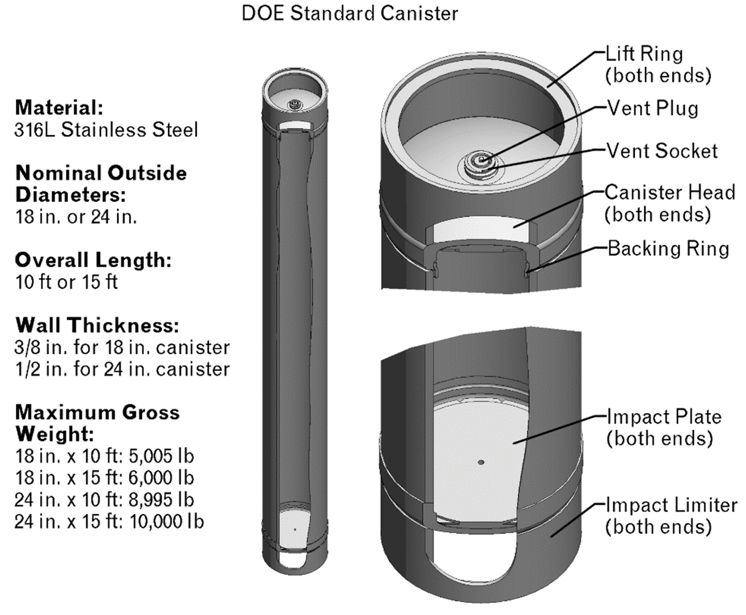 DOE Standard Canister
Material:
316L Stainless Steel
Nominal Outside
Diameters:
18 in. or 24 in.
Overall Length:
10 ft or 15 ft
Wall Thickness:
3/8 in. for 18 in. canister
1/2 in. for 24 in. canister
Maximum Gross
Weight:
18 in. x 10 ft: 5,005 lb
18 in. x 15 ft: 6,000 lb
24 in. x 10 ft: 8,995 lb
24 in. x 15 ft: 10,000 lb
Lift Ring
(both ends)
Vent Plug
Vent Socket
Canister Head
(both ends)
Backing Ring
Impact Plate
(both ends)
Impact Limiter
(both ends)